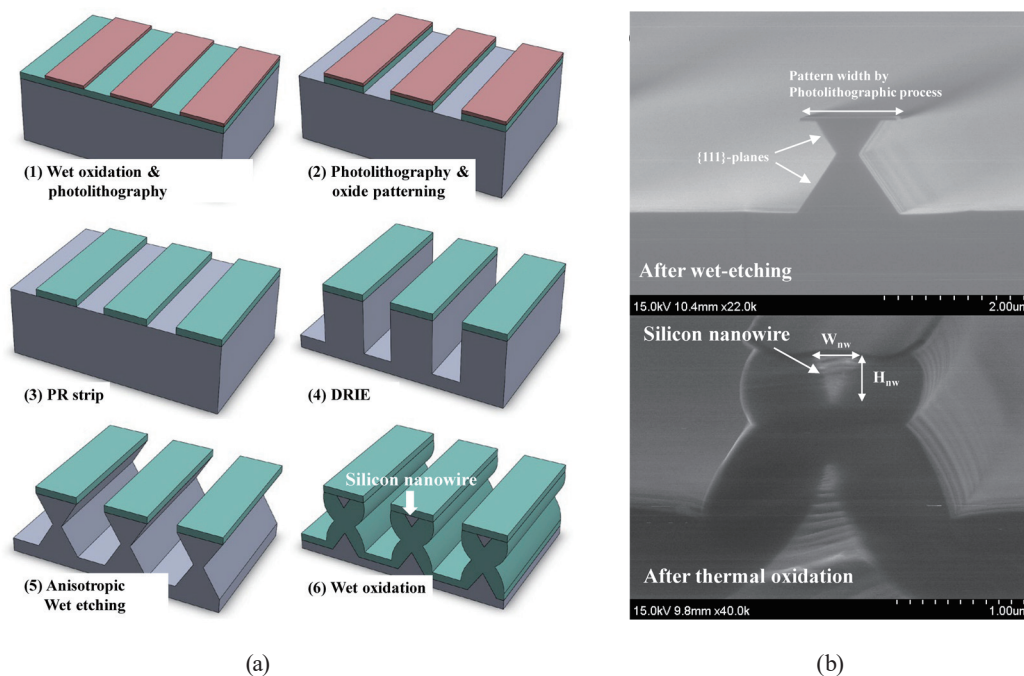 (1) Wet oxidation &
photolithography
(2) Photolithography &
oxide patterning
(3) PR strip
(4) DRIE
(5) Anisotropic
Wet etching
Silicon nanowire
(6) Wet oxidation
(a)
Pattern width by
Photolithographic process
{111}-planes
After wet-etching
15.0kV 10.4mm x22.0k
2.00um
Silicon nanowire
Wnw
Hnw
After thermal oxidation
15.0kV 9.8mm x40.0k
1.00um
(b)